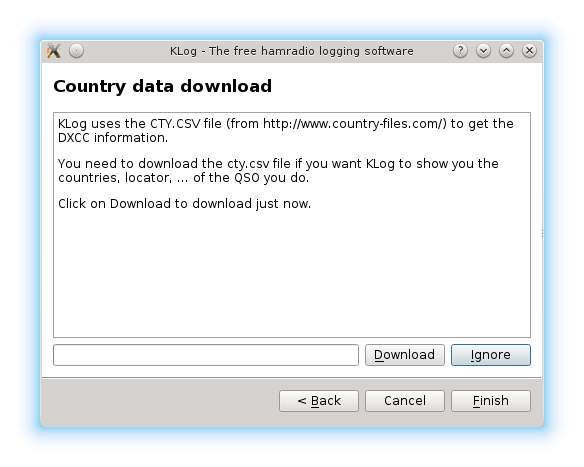 KLog - The free hamradio logging software
Country data download
KLog uses the CTY.CSV file (from http://www.country-files.com/) to get the
DXCC information.
You need to download the cty.csv file if you want KLog to show you the
countries, locator, ... of the QSO you do.
Click on Download to download just now.
Download
Ignore
< Back
Cancel
Finish